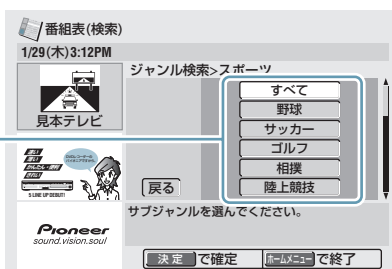 番組表(検索)
1/29(木)3:12PM
ジャンル検索>スポーツ
見本テレビ
すべて
野球
サッカー
ゴルフ
相撲
陸上競技
戻る
サブジャンルを選んでください。
5 LINE UP DEBUT!
Pioneer
sound.vision.soul
決定 で確定
ホームメニュー で終了